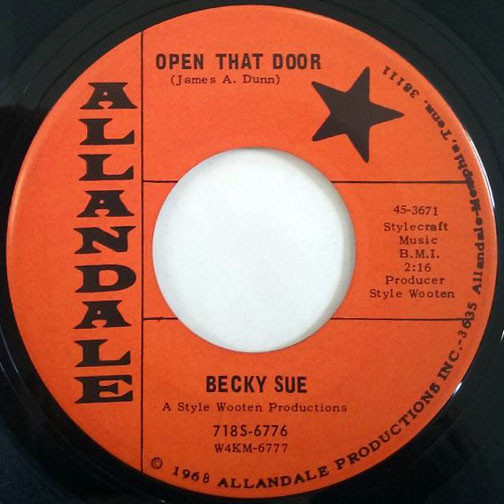 ALLANDALE
OPEN THAT DOOR
(James A. Dunn)
45-3671
Stylecraft
Music
B.M.I.
2:16
Producer
Style Wooten
BECKY SUE
A Style Wooten Productions
718S-6776
W4KM-6777
© 1968 ALLANDALE PRODUCTIONS INC.-3635 Allandale-Memphis, Tenn. 38111